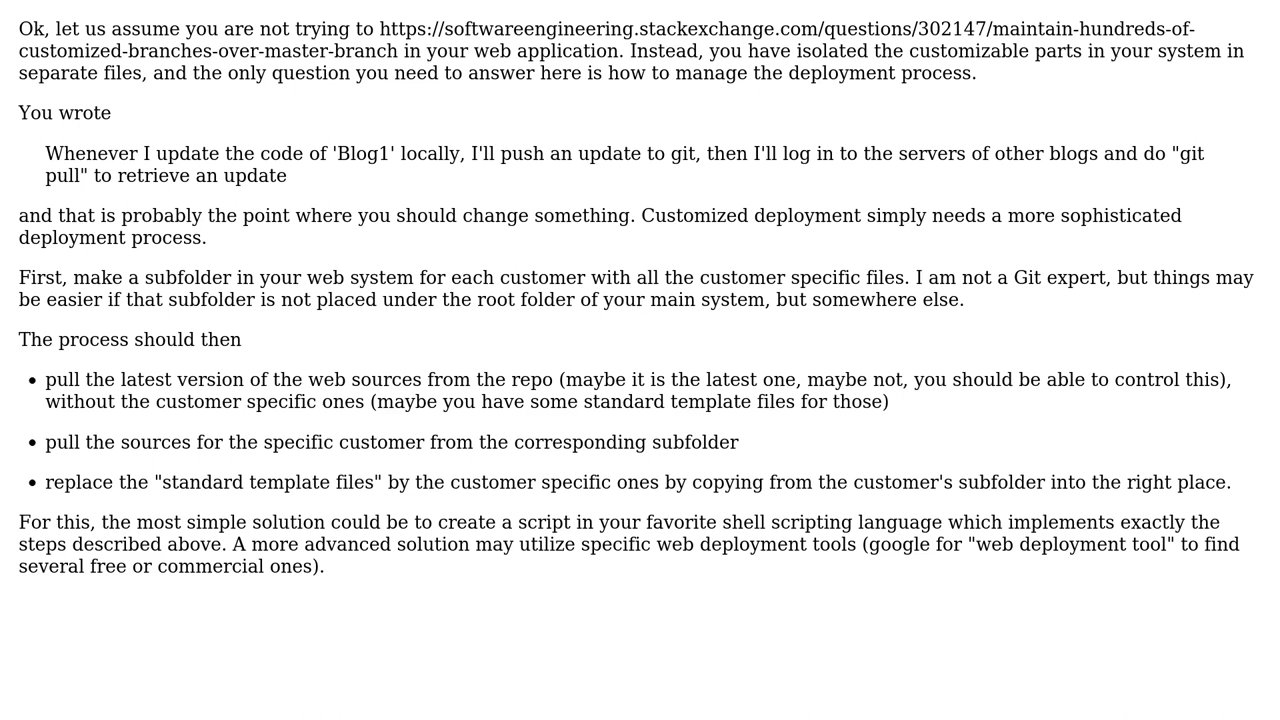 Ok, let us assume you are not trying to https://softwareengineering.stackexchange.com/questions/302147/maintain-hundreds-of-
customized-branches-over-master-branch in your web application. Instead, you have isolated the customizable parts in your system in
separate files, and the only question you need to answer here is how to manage the deployment process.
You wrote
Whenever I update the code of 'Blog1' locally, I'll push an update to git, then I'll log in to the servers of other blogs and do "git
pull" to retrieve an update
and that is probably the point where you should change something. Customized deployment simply needs a more sophisticated
deployment process.
First, make a subfolder in your web system for each customer with all the customer specific files. I am not a Git expert, but things may
be easier if that subfolder is not placed under the root folder of your main system, but somewhere else.
The process should then
• pull the latest version of the web sources from the repo (maybe it is the latest one, maybe not, you should be able to control this),
without the customer specific ones (maybe you have some standard template files for those)
• pull the sources for the specific customer from the corresponding subfolder
• replace the "standard template files" by the customer specific ones by copying from the customer's subfolder into the right place.
For this, the most simple solution could be to create a script in your favorite shell scripting language which implements exactly the
steps described above. A more advanced solution may utilize specific web deployment tools (google for "web deployment tool" to find
several free or commercial ones).